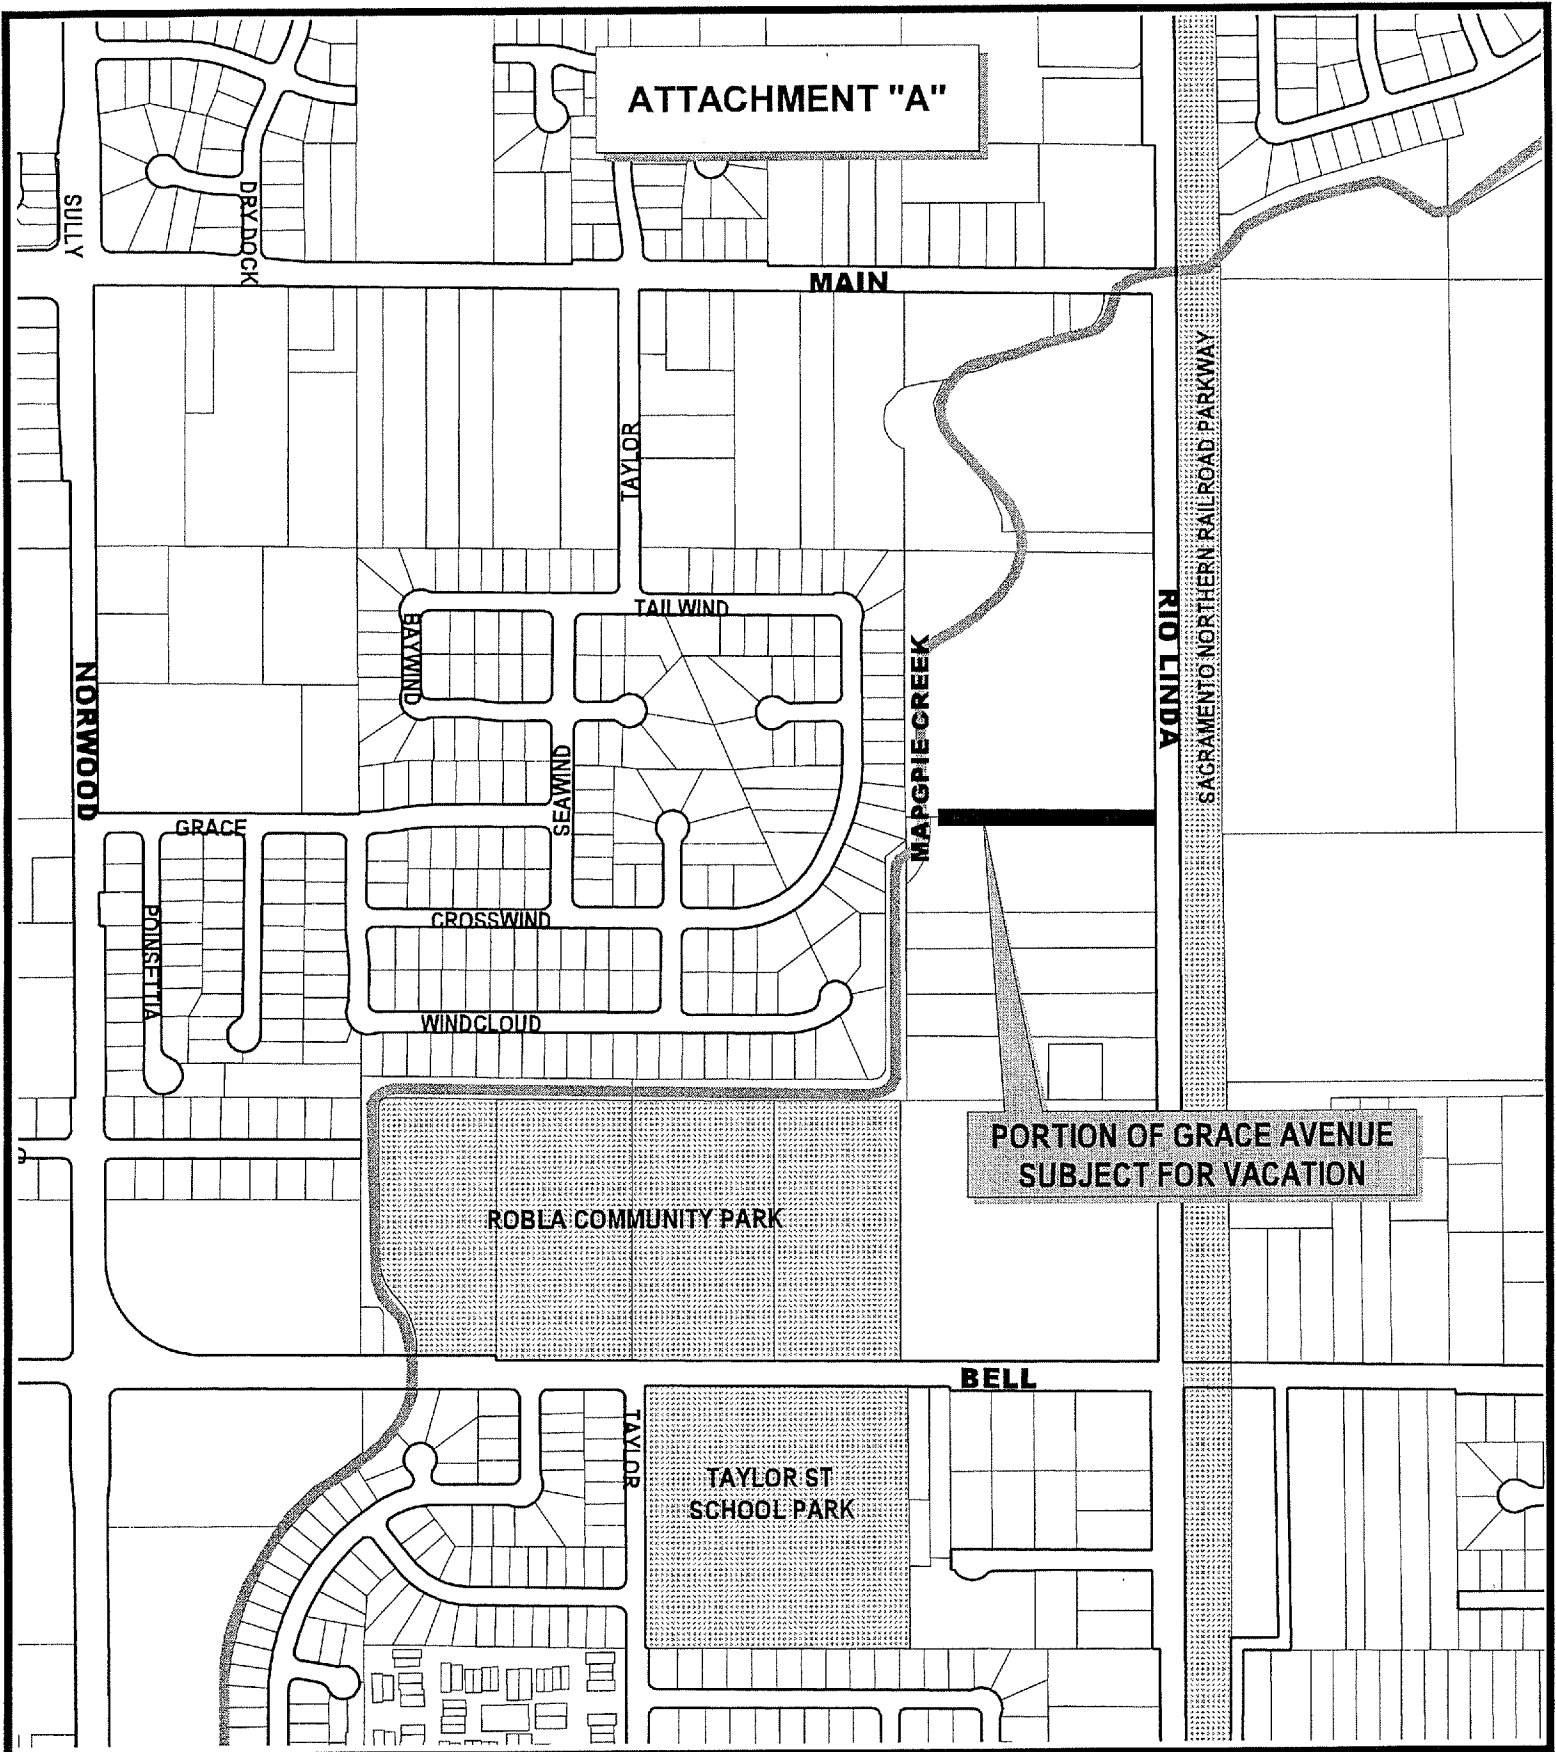 ATTACHMENT "A"
SULLY
DRY DOCK
MAIN
TAYLOR
SACRAMENTO NORTHERN RAILROAD PARKWAY
RIO LINDA
TAILWIND
BAYWIND
MAPGPIE CREEK
NORWOOD
SEAWIND
GRACE
POINSETTIA
CROSSWIND
WINDCLOUD
PORTION OF GRACE AVENUE
SUBJECT FOR VACATION
ROBLA COMMUNITY PARK
BELL
TAYLOR
TAYLOR ST
SCHOOL PARK